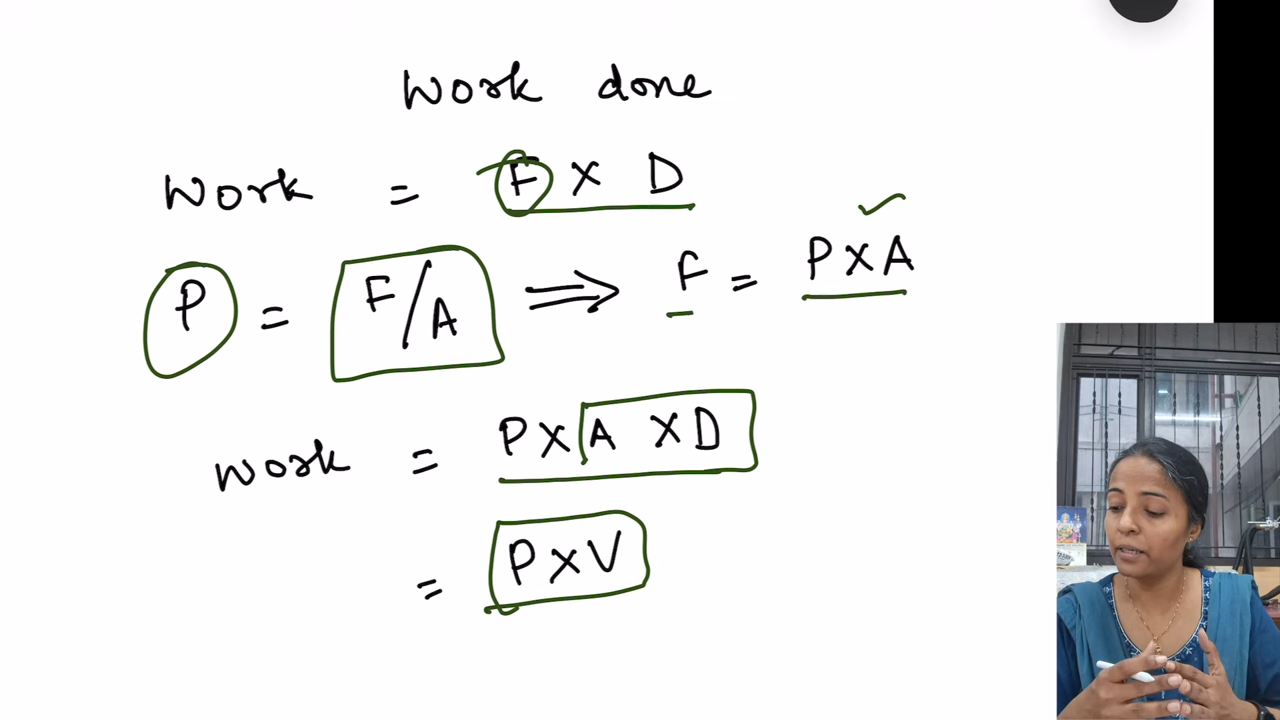 Work done
Work = F X D
P = F/A ⟹ F = P X A
Work = P X A X D
= P X V